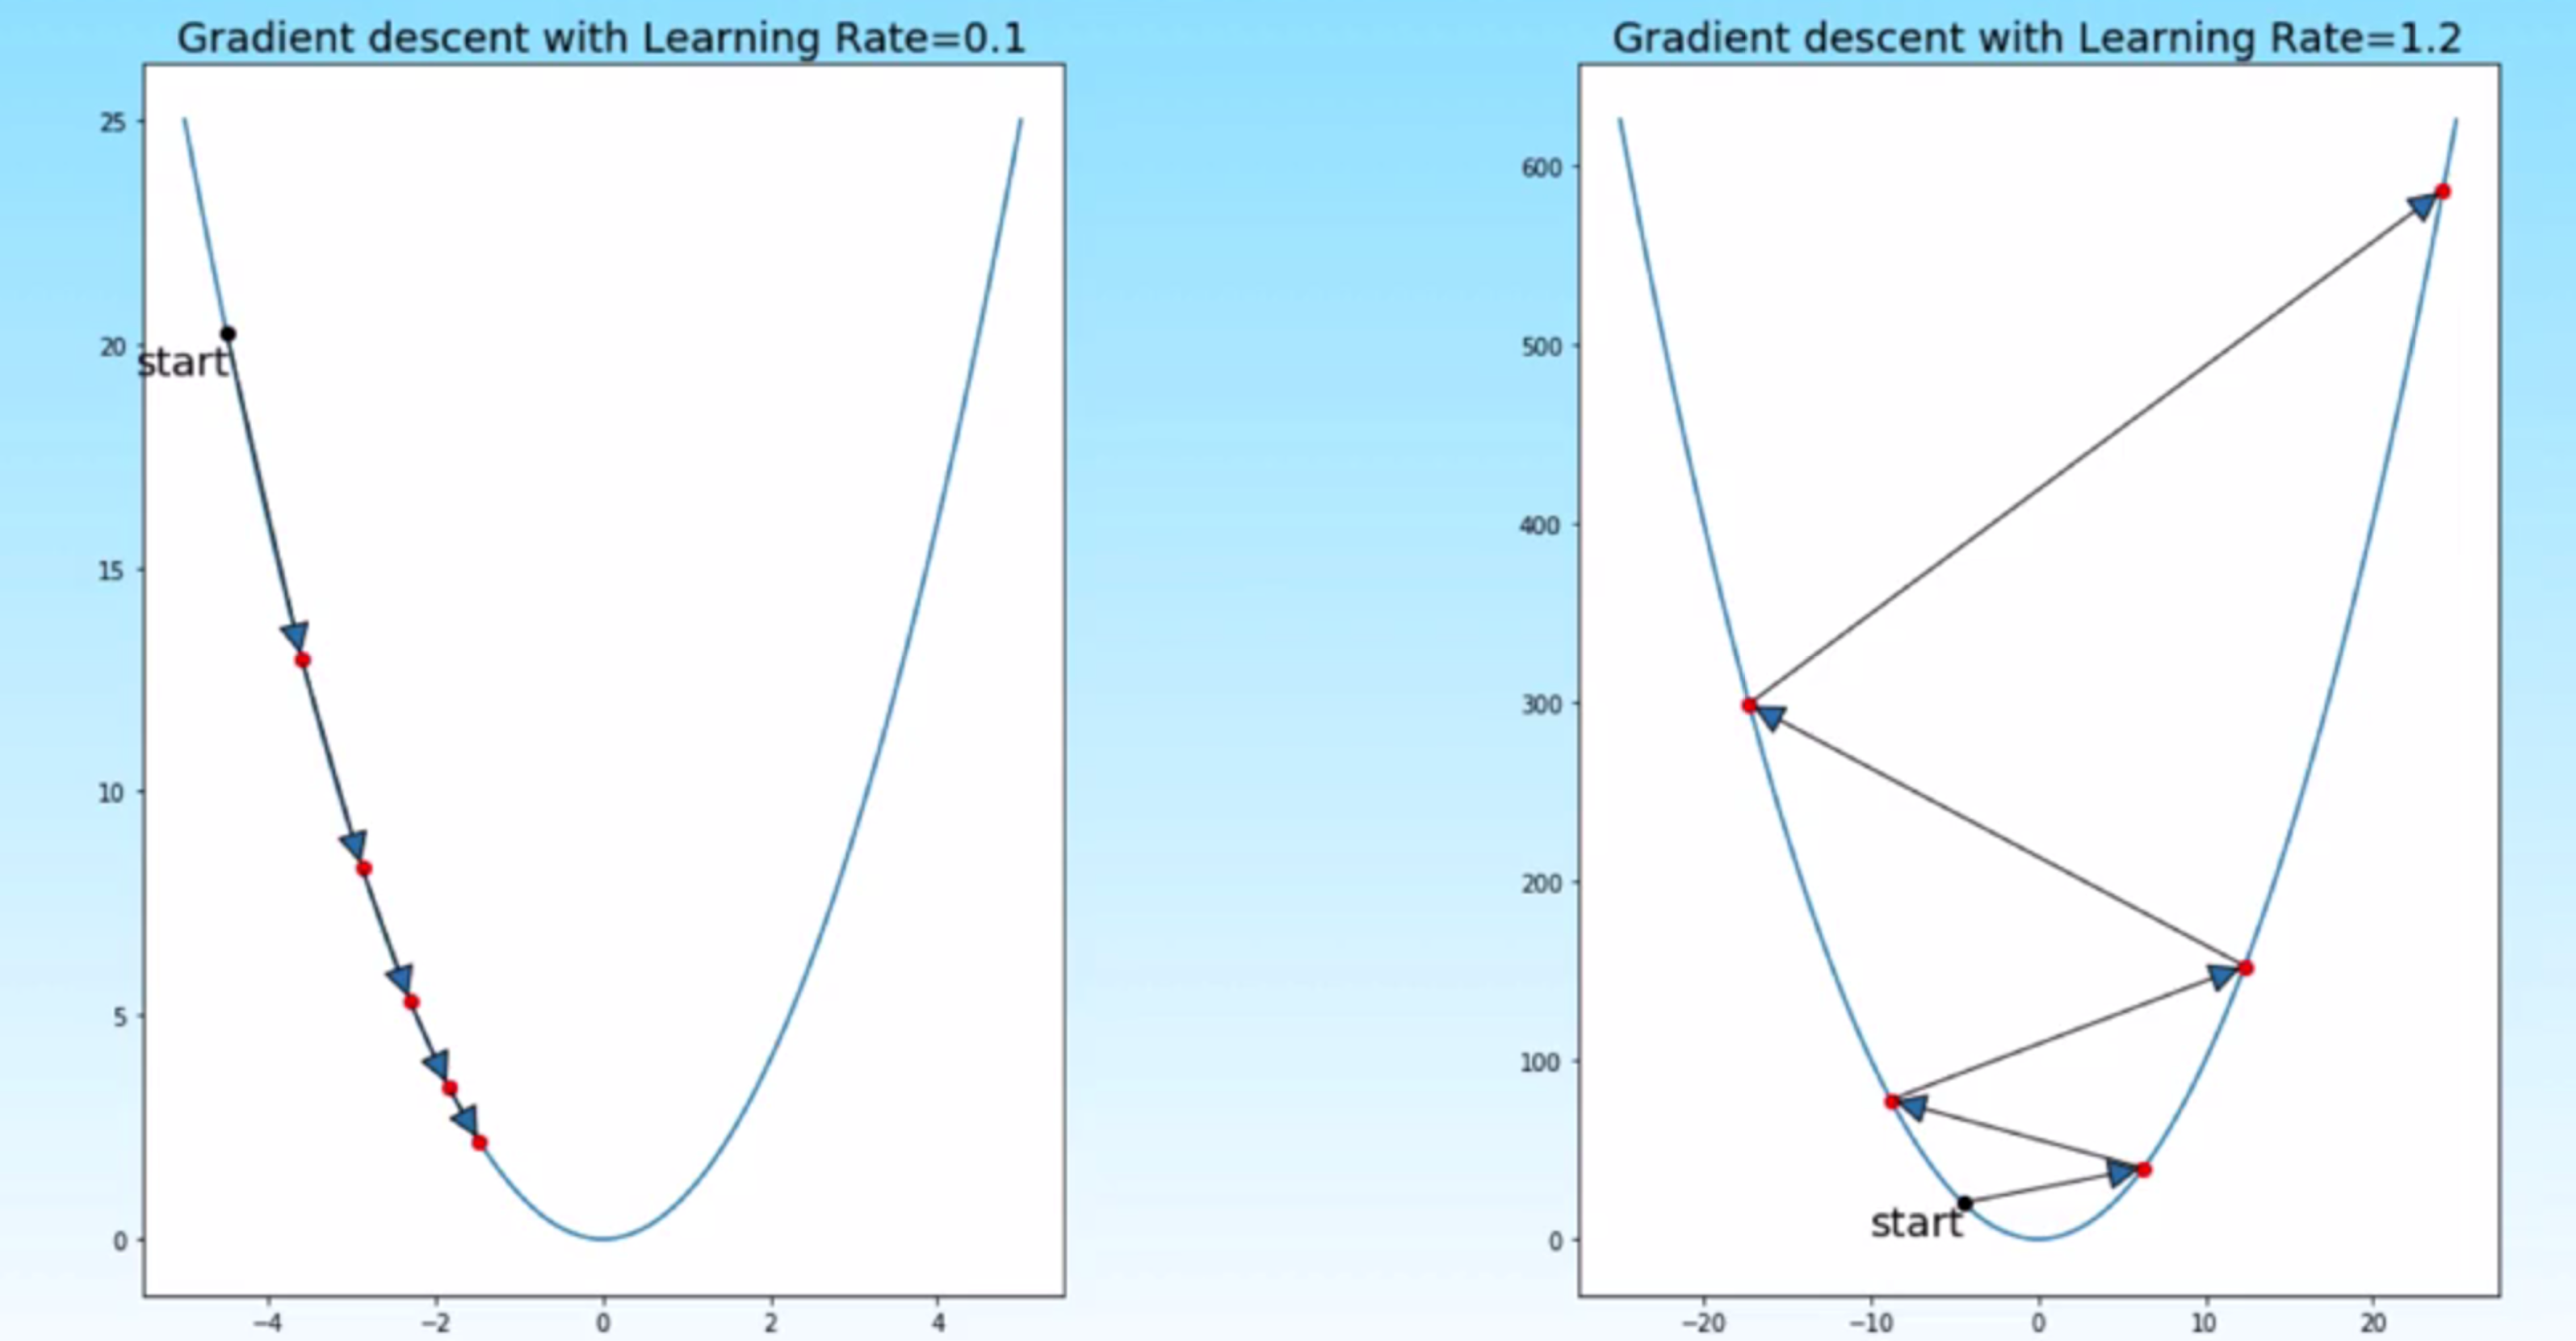 Gradient descent with Learning Rate=0.1
25
20
start
15
10
5
0
−4 −2 0 2 4
Gradient descent with Learning Rate=1.2
600
500
400
300
200
100
start
0
−20 −10 0 10 20